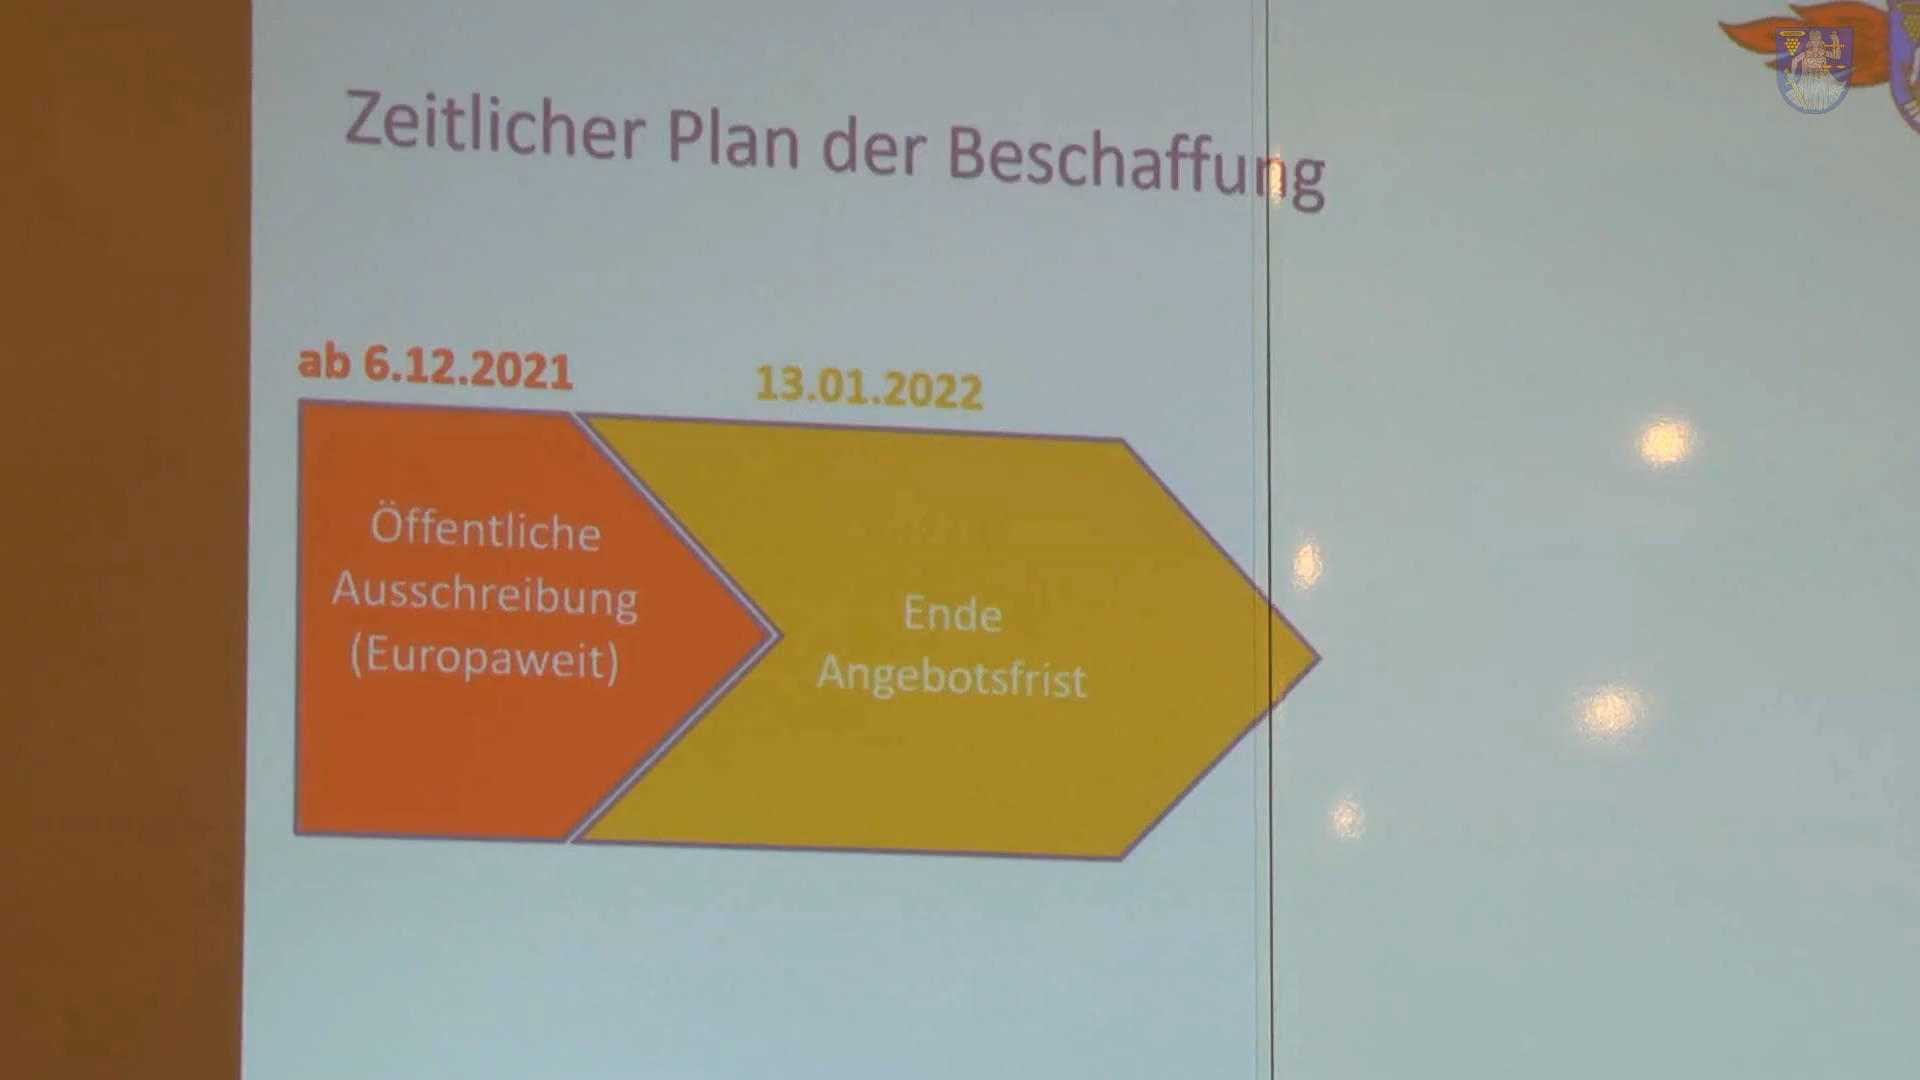 Zeitlicher Plan der Beschaffung
ab 6.12.2021
13.01.2022
Öffentliche
Ausschreibung
(Europaweit)
Ende
Angebotsfrist